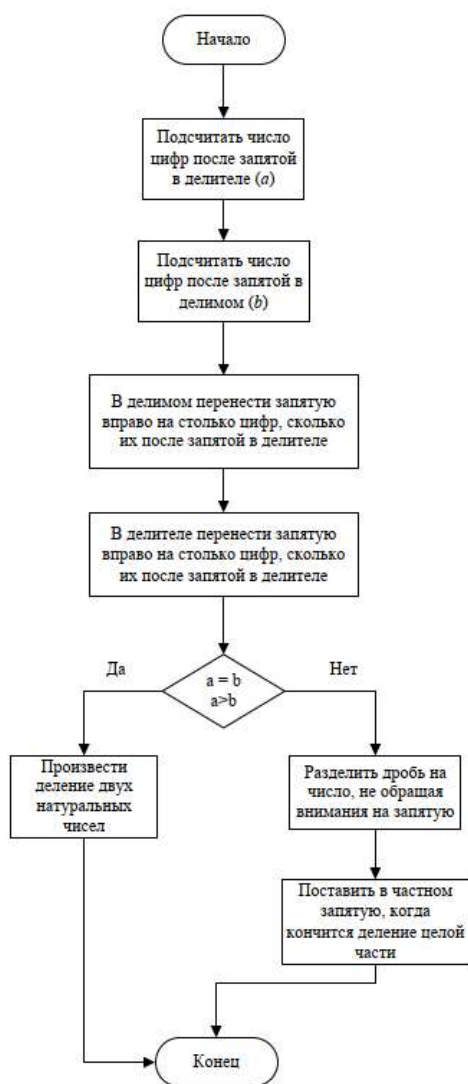 Начало
Подсчитать число
цифр после запятой
в делителе (a)
Подсчитать число
цифр после запятой в
делимом (b)
В делимом перенести запятую
вправо на столько цифр, сколько
их после запятой в делителе
В делителе перенести запятую
вправо на столько цифр, сколько
их после запятой в делителе
Да
a = b
a>b
Нет
Произвести
деление двух
натуральных
чисел
Разделить дробь на
число, не обращая
внимания на запятую
Поставить в частном
запятую, когда
кончится деление целой
части
Конец